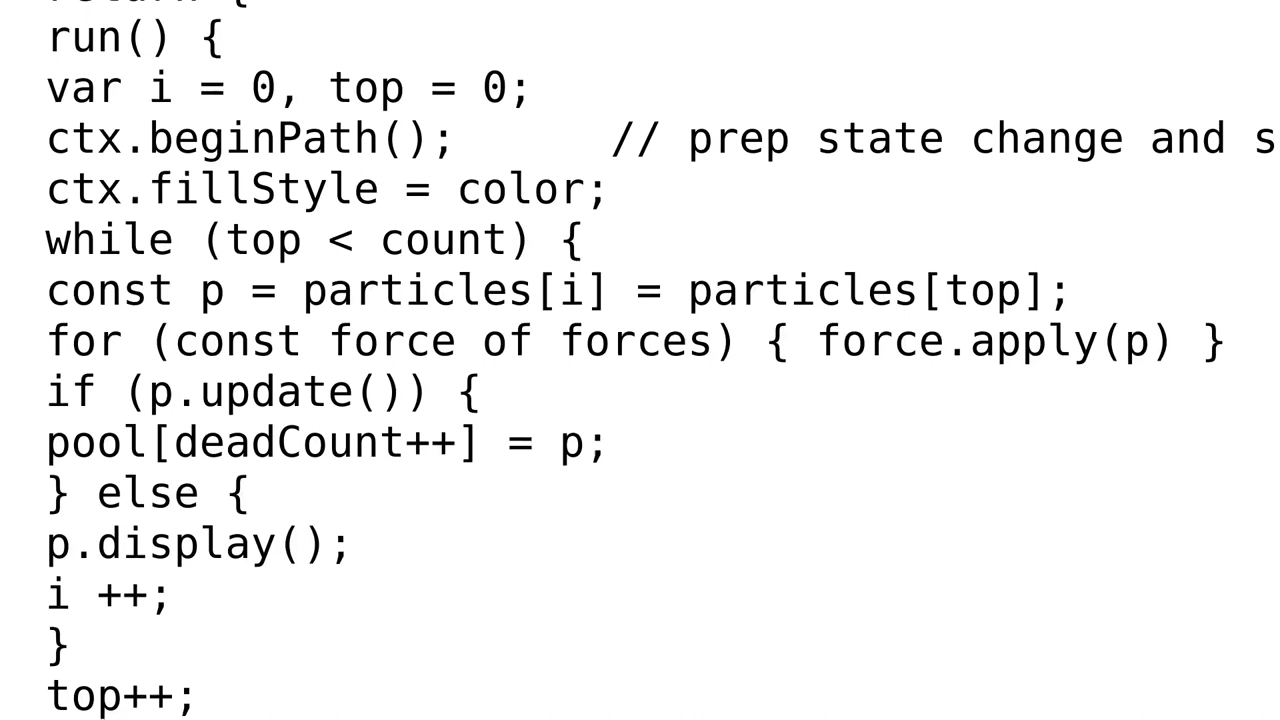 return {
run() {
var i = 0, top = 0;
ctx.beginPath();      // prep state change and s
ctx.fillStyle = color;
while (top < count) {
const p = particles[i] = particles[top];
for (const force of forces) { force.apply(p) }
if (p.update()) {
pool[deadCount++] = p;
} else {
p.display();
i ++;
}
top++;